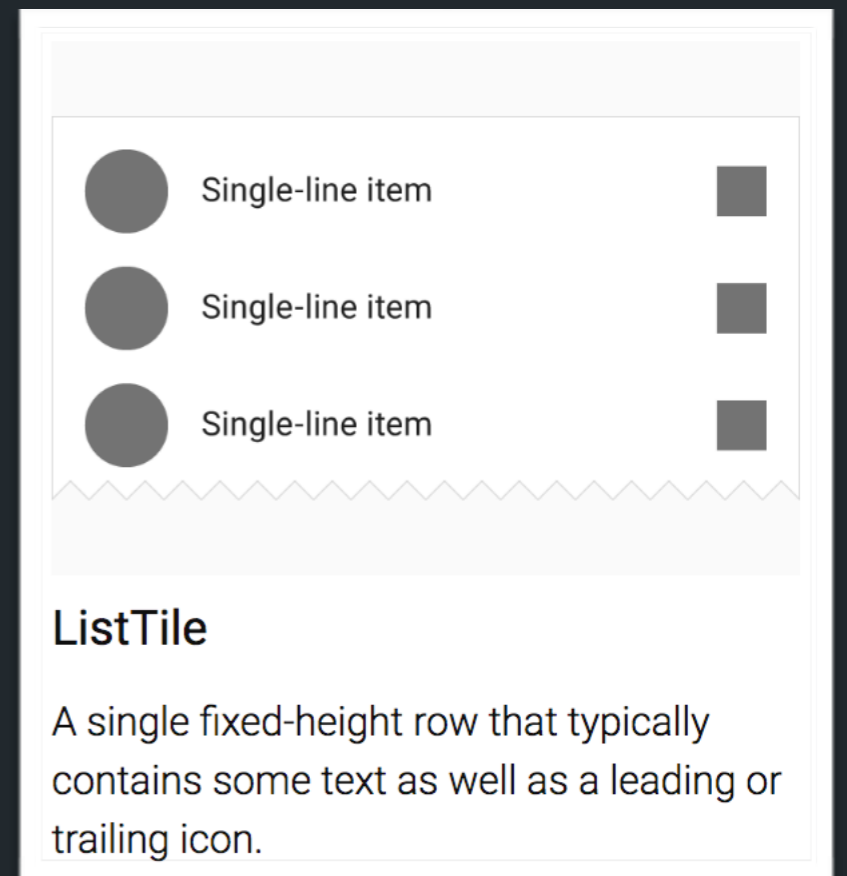 Single-line item
Single-line item
Single-line item
ListTile
A single fixed-height row that typically
contains some text as well as a leading or
trailing icon.